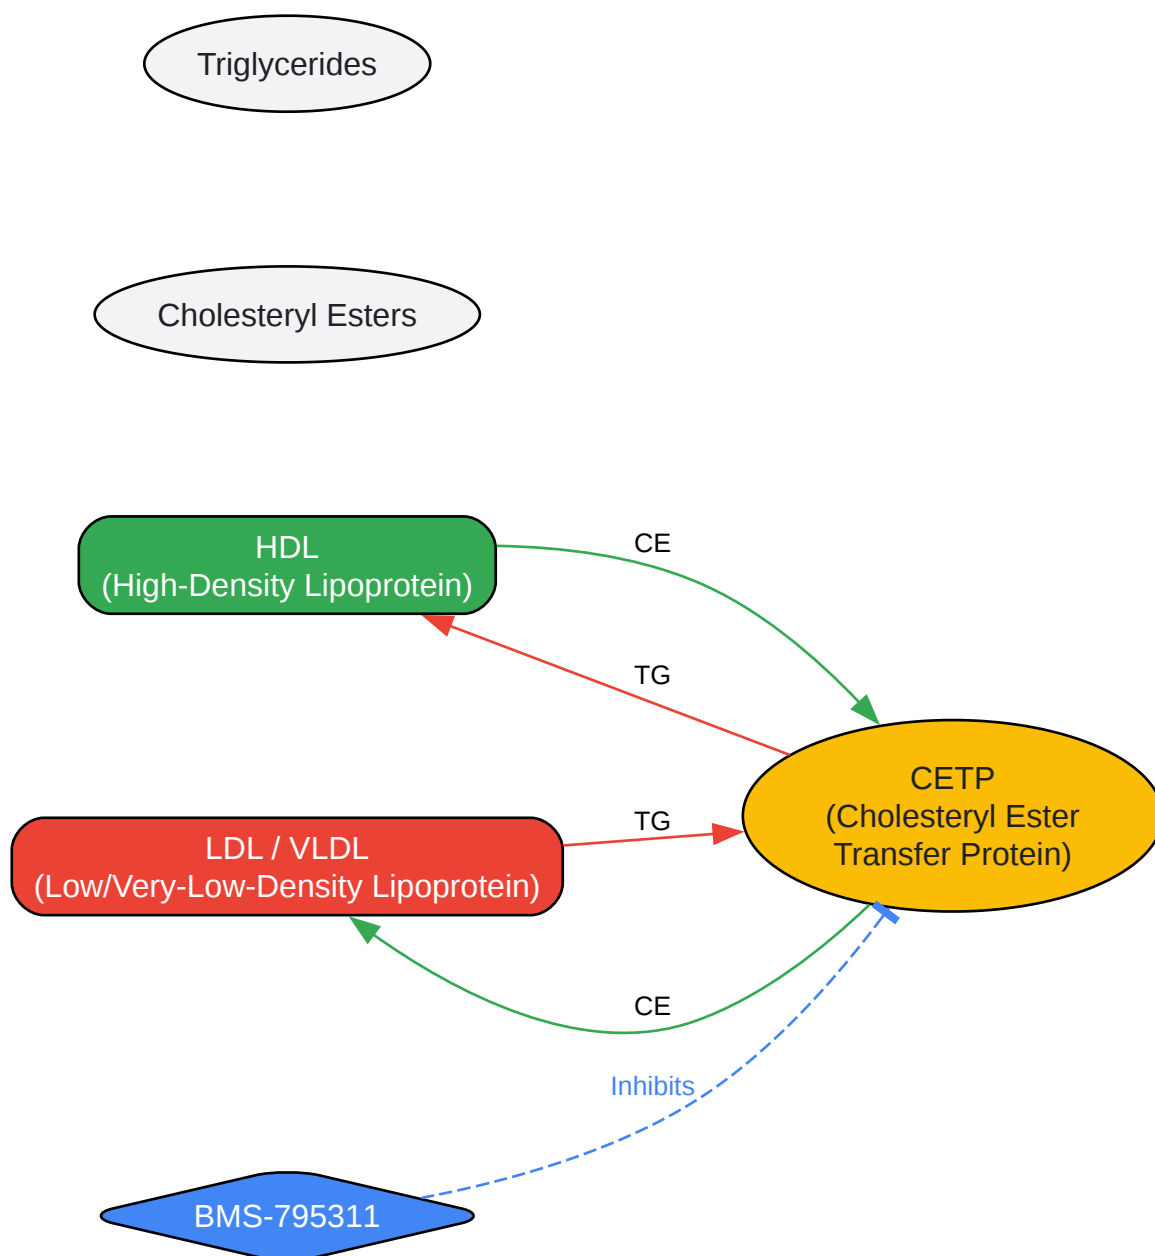 Triglycerides
Cholesteryl Esters
HDL
(High-Density Lipoprotein)
CE
TG
CETP
(Cholesteryl Ester
Transfer Protein)
TG
LDL / VLDL
(Low/Very-Low-Density Lipoprotein)
CE
Inhibits
BMS-795311